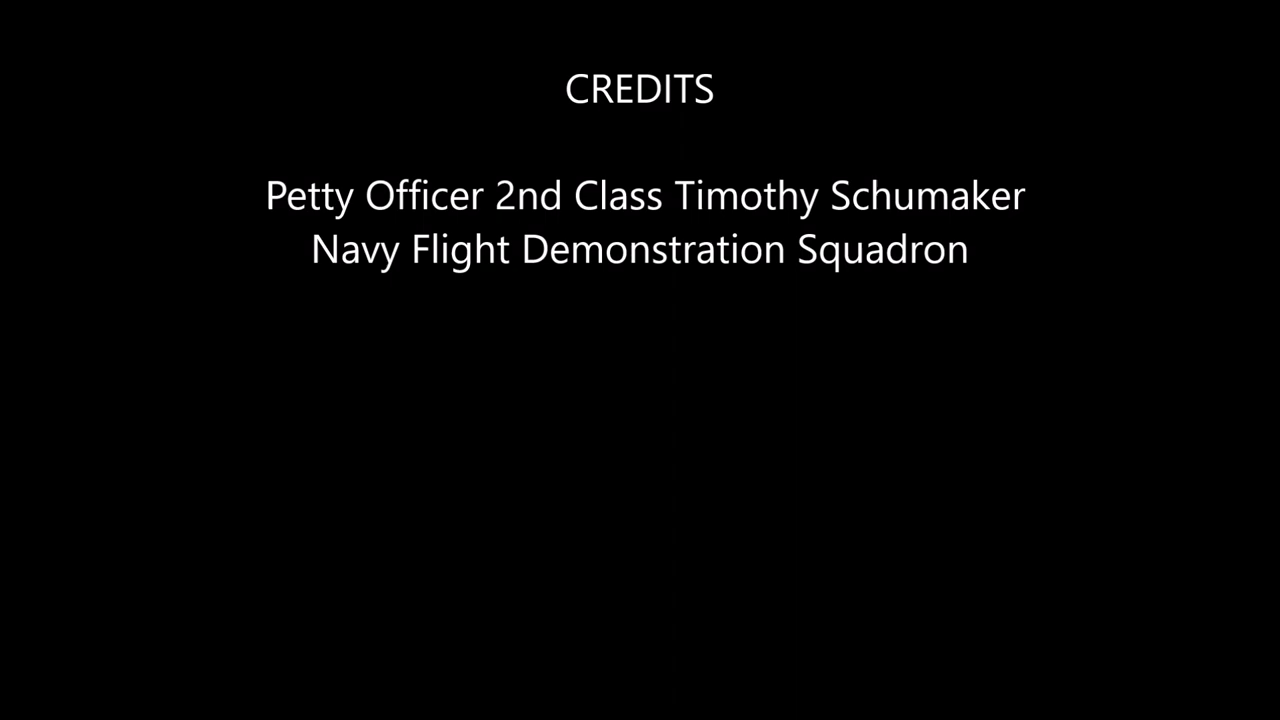 CREDITS
Petty Officer 2nd Class Timothy Schumaker
Navy Flight Demonstration Squadron